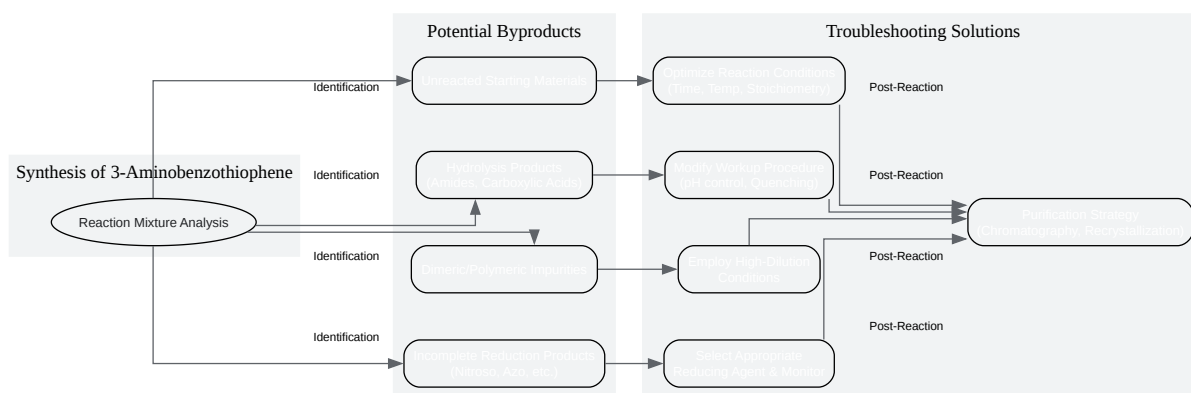 Potential Byproducts
Troubleshooting Solutions
Identification
Unreacted Starting Materials
Optimize Reaction Conditions
(Time, Temp, Stoichiometry)
Post-Reaction
Synthesis of 3-Aminobenzothiophene
Reaction Mixture Analysis
Identification
Hydrolysis Products
(Amides, Carboxylic Acids)
Modify Workup Procedure
(pH control, Quenching)
Post-Reaction
Purification Strategy
(Chromatography, Recrystallization)
Identification
Dimeric/Polymeric Impurities
Employ High-Dilution
Conditions
Post-Reaction
Identification
Incomplete Reduction Products
(Nitroso, Azo, etc.)
Select Appropriate
Reducing Agent & Monitor
Post-Reaction